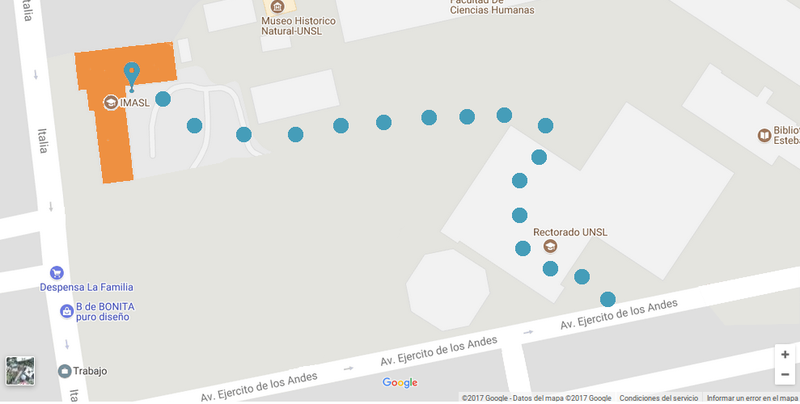 Facultad De
Ciencias Humanas
Museo Historico
Natural-UNSL
Italia
IMASL
Italia
Rectorado UNSL
Despensa La Familia
B de BONITA
puro diseño
Trabajo
Av. Ejercito de los Andes
Av. Ejercito de los Andes
Av. Ejercito de los Andes
Google
+
−
©2017 Google - Datos del mapa ©2017 Google Condiciones del servicio Informar un error en el mapa